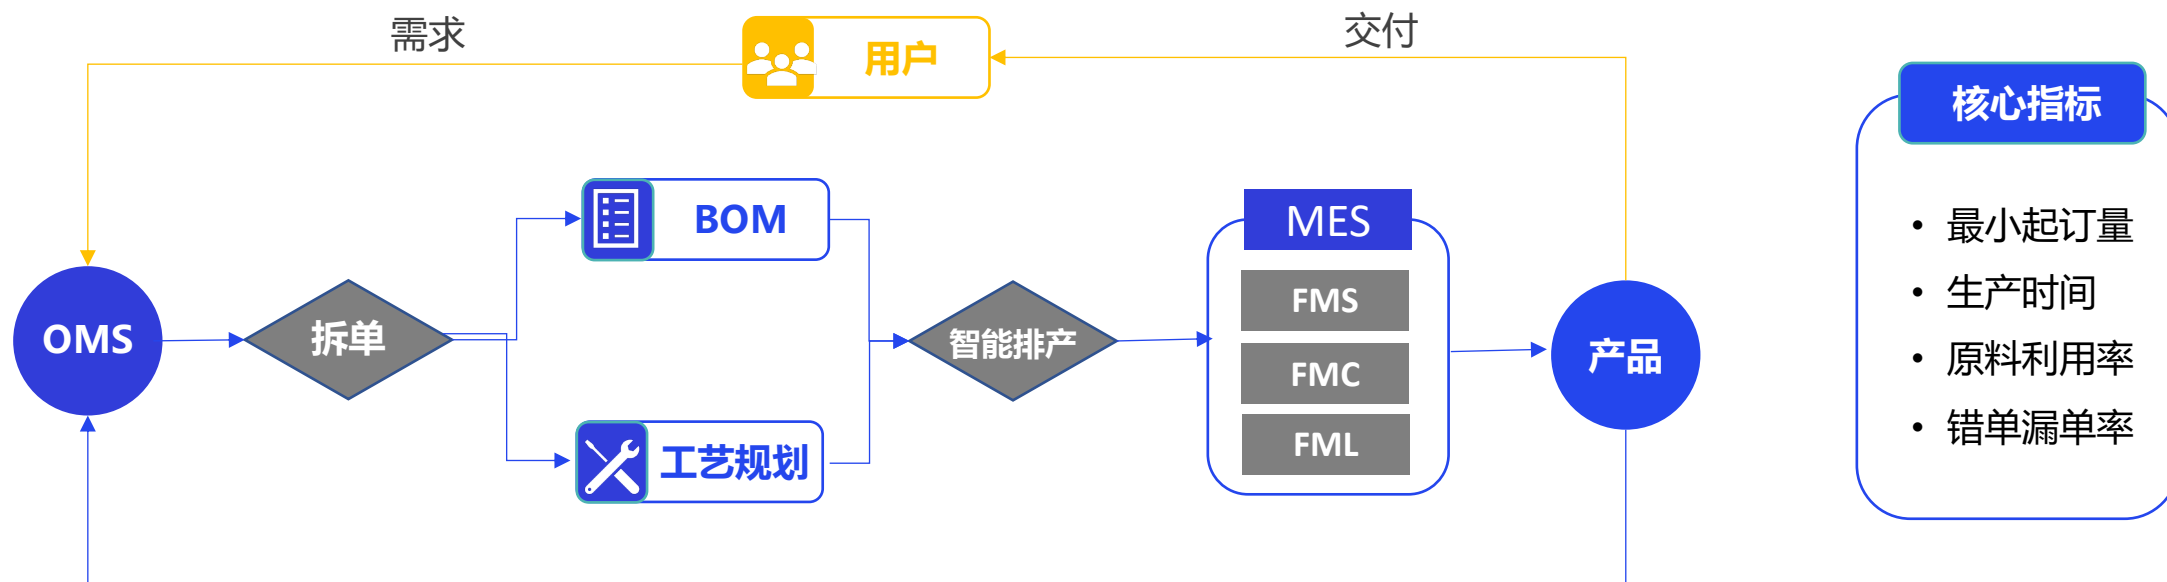 需求
用户
交付
核心指标
BOM
MES
最小起订量
FMS
生产时间
OMS
拆单
智能排产
产品
FMC
原料利用率
工艺规划
FML
错单漏单率